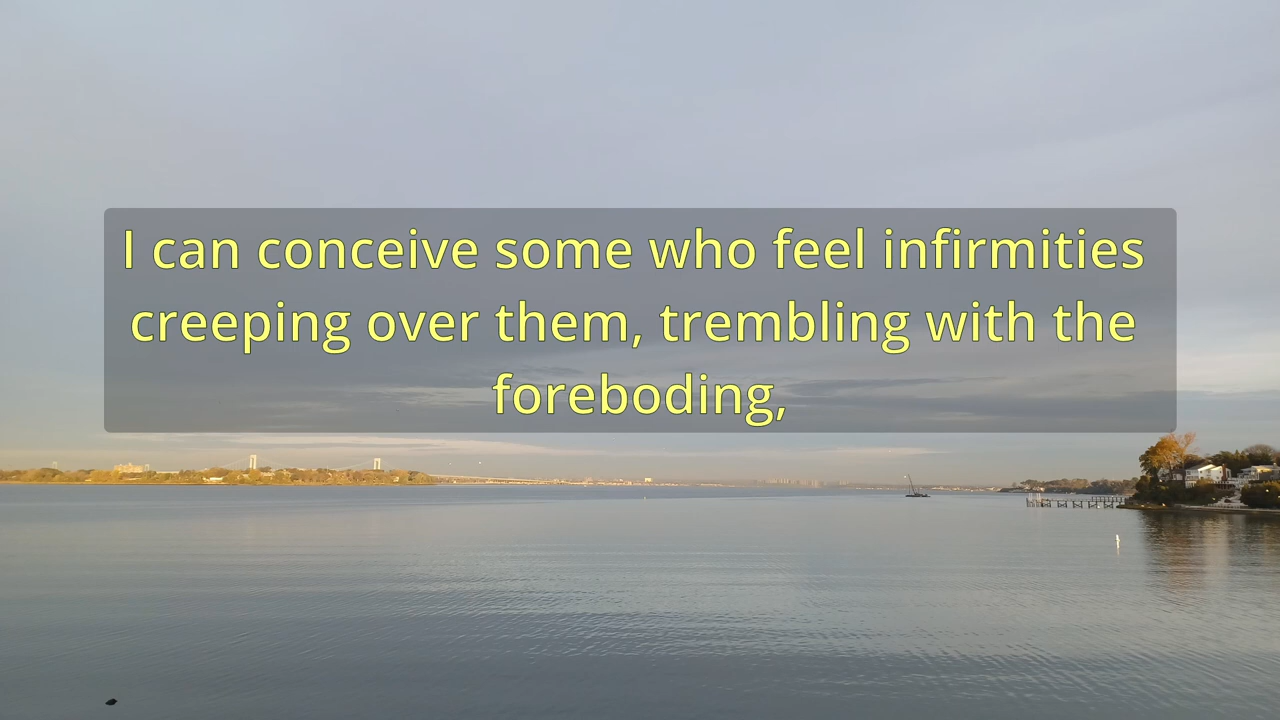 I can conceive some who feel infirmities
creeping over them, trembling with the
foreboding,